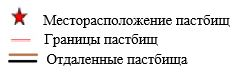 Месторасположение пастбищ
Границы пастбищ
Отдаленные пастбища